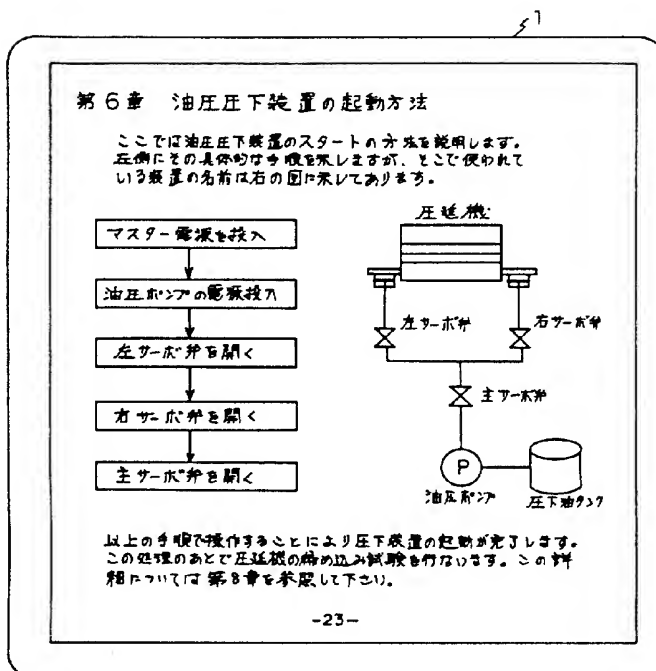 1
第6章 油圧圧下装置の起動方法
ここでは油圧圧下装置のスタートの方法を説明します。
左側にその具体的な手順を示しますが、そこで使われて
いる装置の名前は右の図に示してあります。
マスター電源を投入
油圧ポンプの電源投入
左サーボ弁を開く
右サーボ弁を開く
主サーボ弁を開く
圧延機
左サーボ弁
右サーボ弁
主サーボ弁
P
油圧ポンプ
圧下油タンク
以上の手順で操作することにより圧下装置の起動が完了します。
この処理のあとで圧延機の締め込み試験を行ないます。この詳
細については第8章を参照して下さい。
-23-